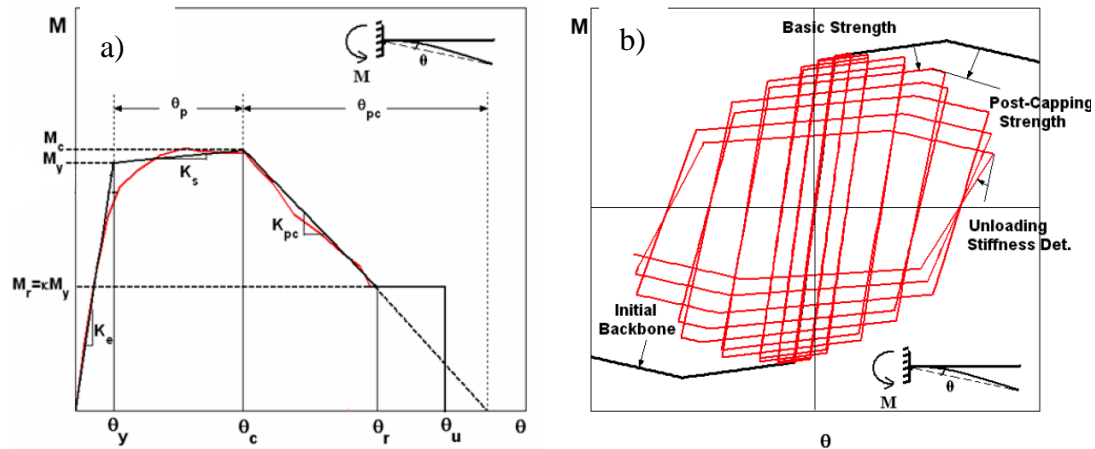 M
a)
M
θ
θp
θpc
Mc
My
Ks
Kpc
Mr=κ.My
Ke
θy
θc
θr
θu
θ
M
b)
Basic Strength
Post-Capping
Strength
Unloading
Stiffness Det.
Initial
Backbone
M
θ
θ